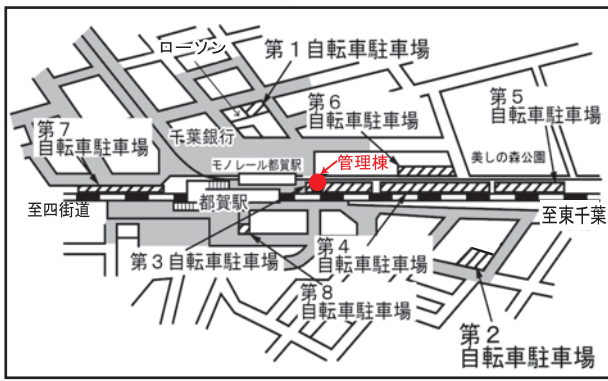 ローソン
第１自転車駐車場
第６
自転車駐車場
第５
自転車駐車場
第７
自転車駐車場
千葉銀行
モノレール都賀駅
管理棟
美しの森公園
至四街道
都賀駅
至東千葉
第３自転車駐車場
第４
自転車駐車場
第８
自転車駐車場
第２
自転車駐車場